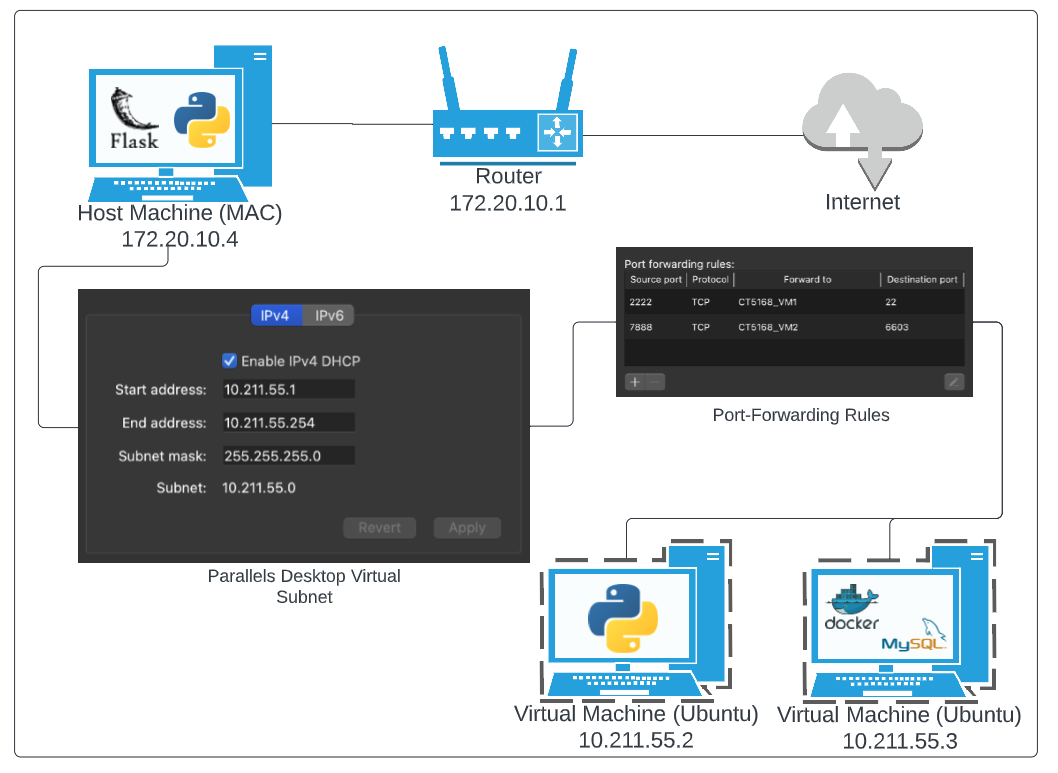 Flask
Host Machine (MAC)
172.20.10.4
Router
172.20.10.1
Internet
IPv4 IPv6
Enable IPv4 DHCP
Start address: 10.211.55.1
End address: 10.211.55.254
Subnet mask: 255.255.255.0
Subnet: 10.211.55.0
Revert Apply
Parallels Desktop Virtual
Subnet
Port forwarding rules:
Source port Protocol Forward to Destination port
2222 TCP CT5168_VM1 22
7888 TCP CT5168_VM2 6603
Port-Forwarding Rules
Virtual Machine (Ubuntu)
10.211.55.2
docker
MySQL
Virtual Machine (Ubuntu)
10.211.55.3